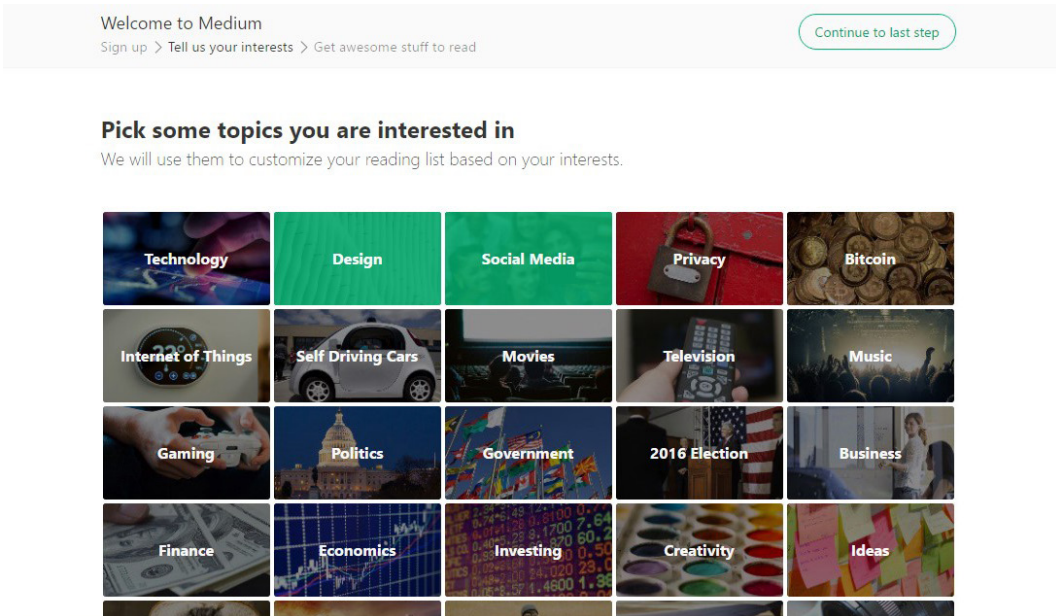 Welcome to Medium
Sign up > Tell us your interests > Get awesome stuff to read
Continue to last step
Pick some topics you are interested in
We will use them to customize your reading list based on your interests.
Technology
Design
Social Media
Privacy
Bitcoin
Internet of Things
Self Driving Cars
Movies
Television
Music
Gaming
Politics
Government
2016 Election
Business
Finance
Economics
Investing
Creativity
Ideas